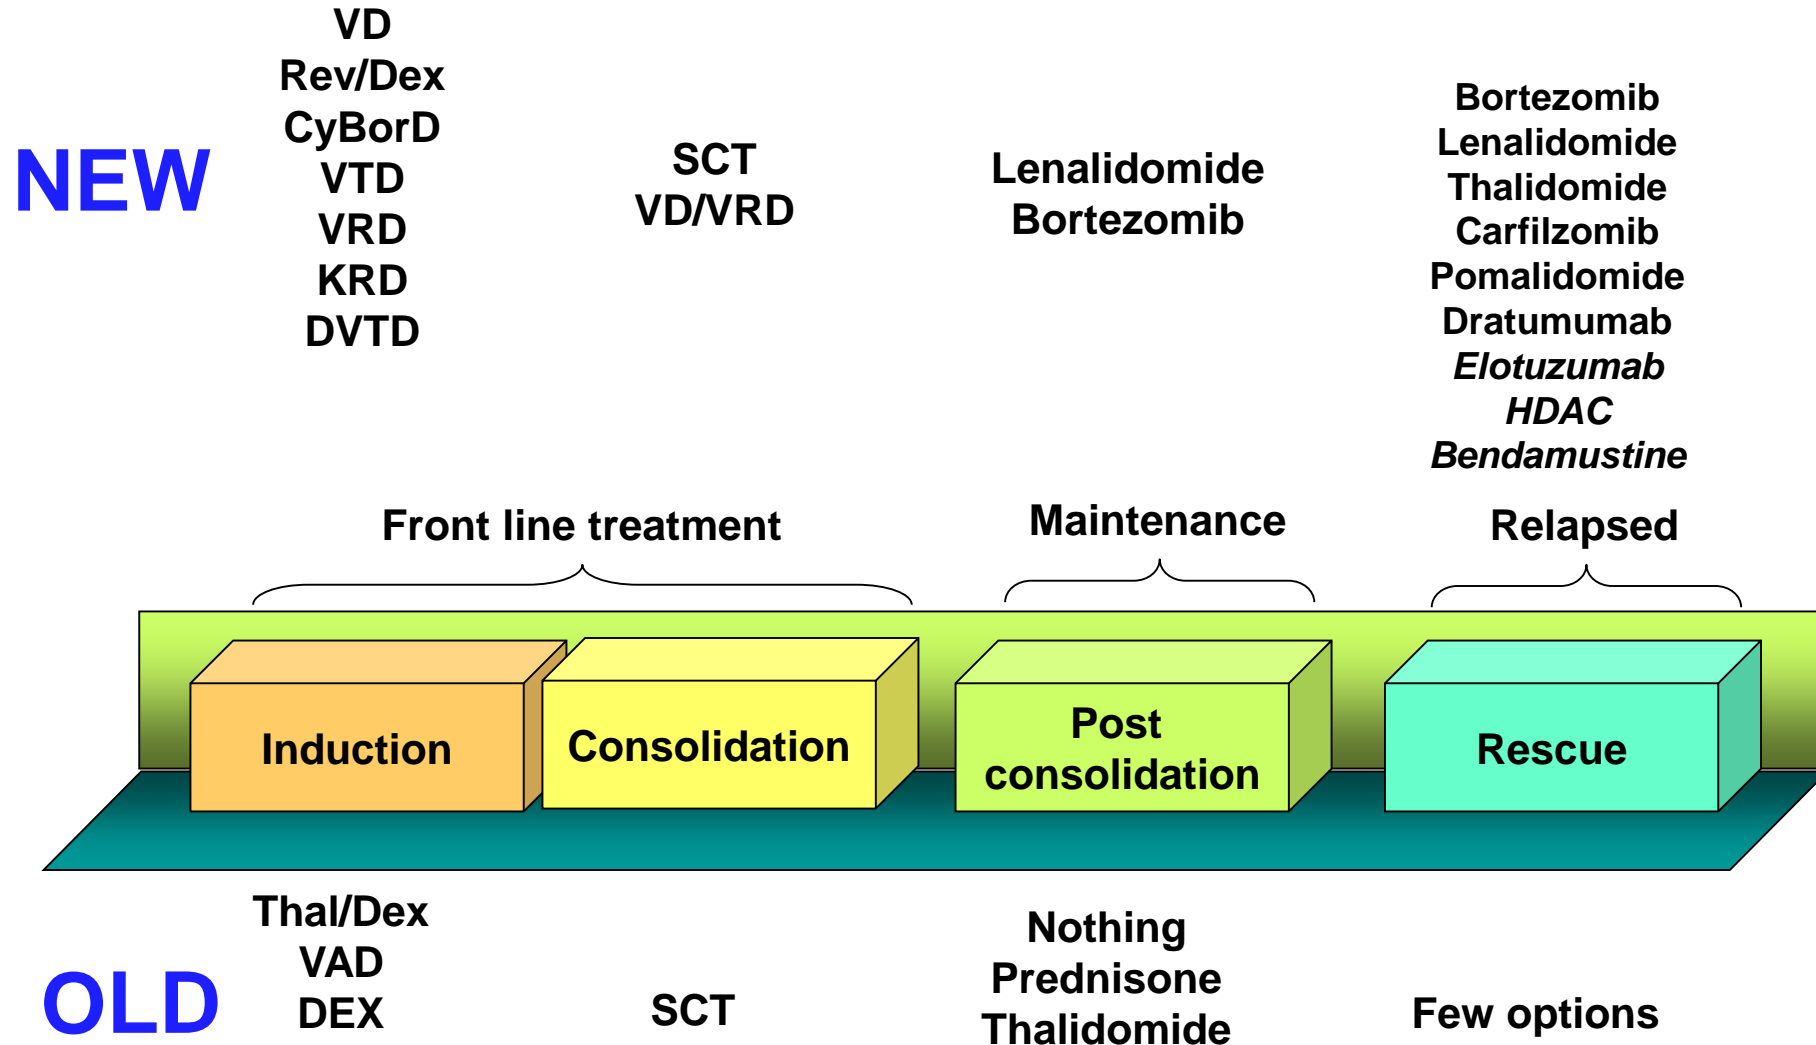 NEW
VD
Rev/Dex
CyBorD
VTD
VRD
KRD
DVTD
SCT
VD/VRD
Lenalidomide
Bortezomib
Bortezomib
Lenalidomide
Thalidomide
Carfilzomib
Pomalidomide
Dratumumab
Elotuzumab
HDAC
Bendamustine
Front line treatment
Maintenance
Relapsed
Induction
Consolidation
Post
consolidation
Rescue
OLD
Thal/Dex
VAD
DEX
SCT
Nothing
Prednisone
Thalidomide
Few options